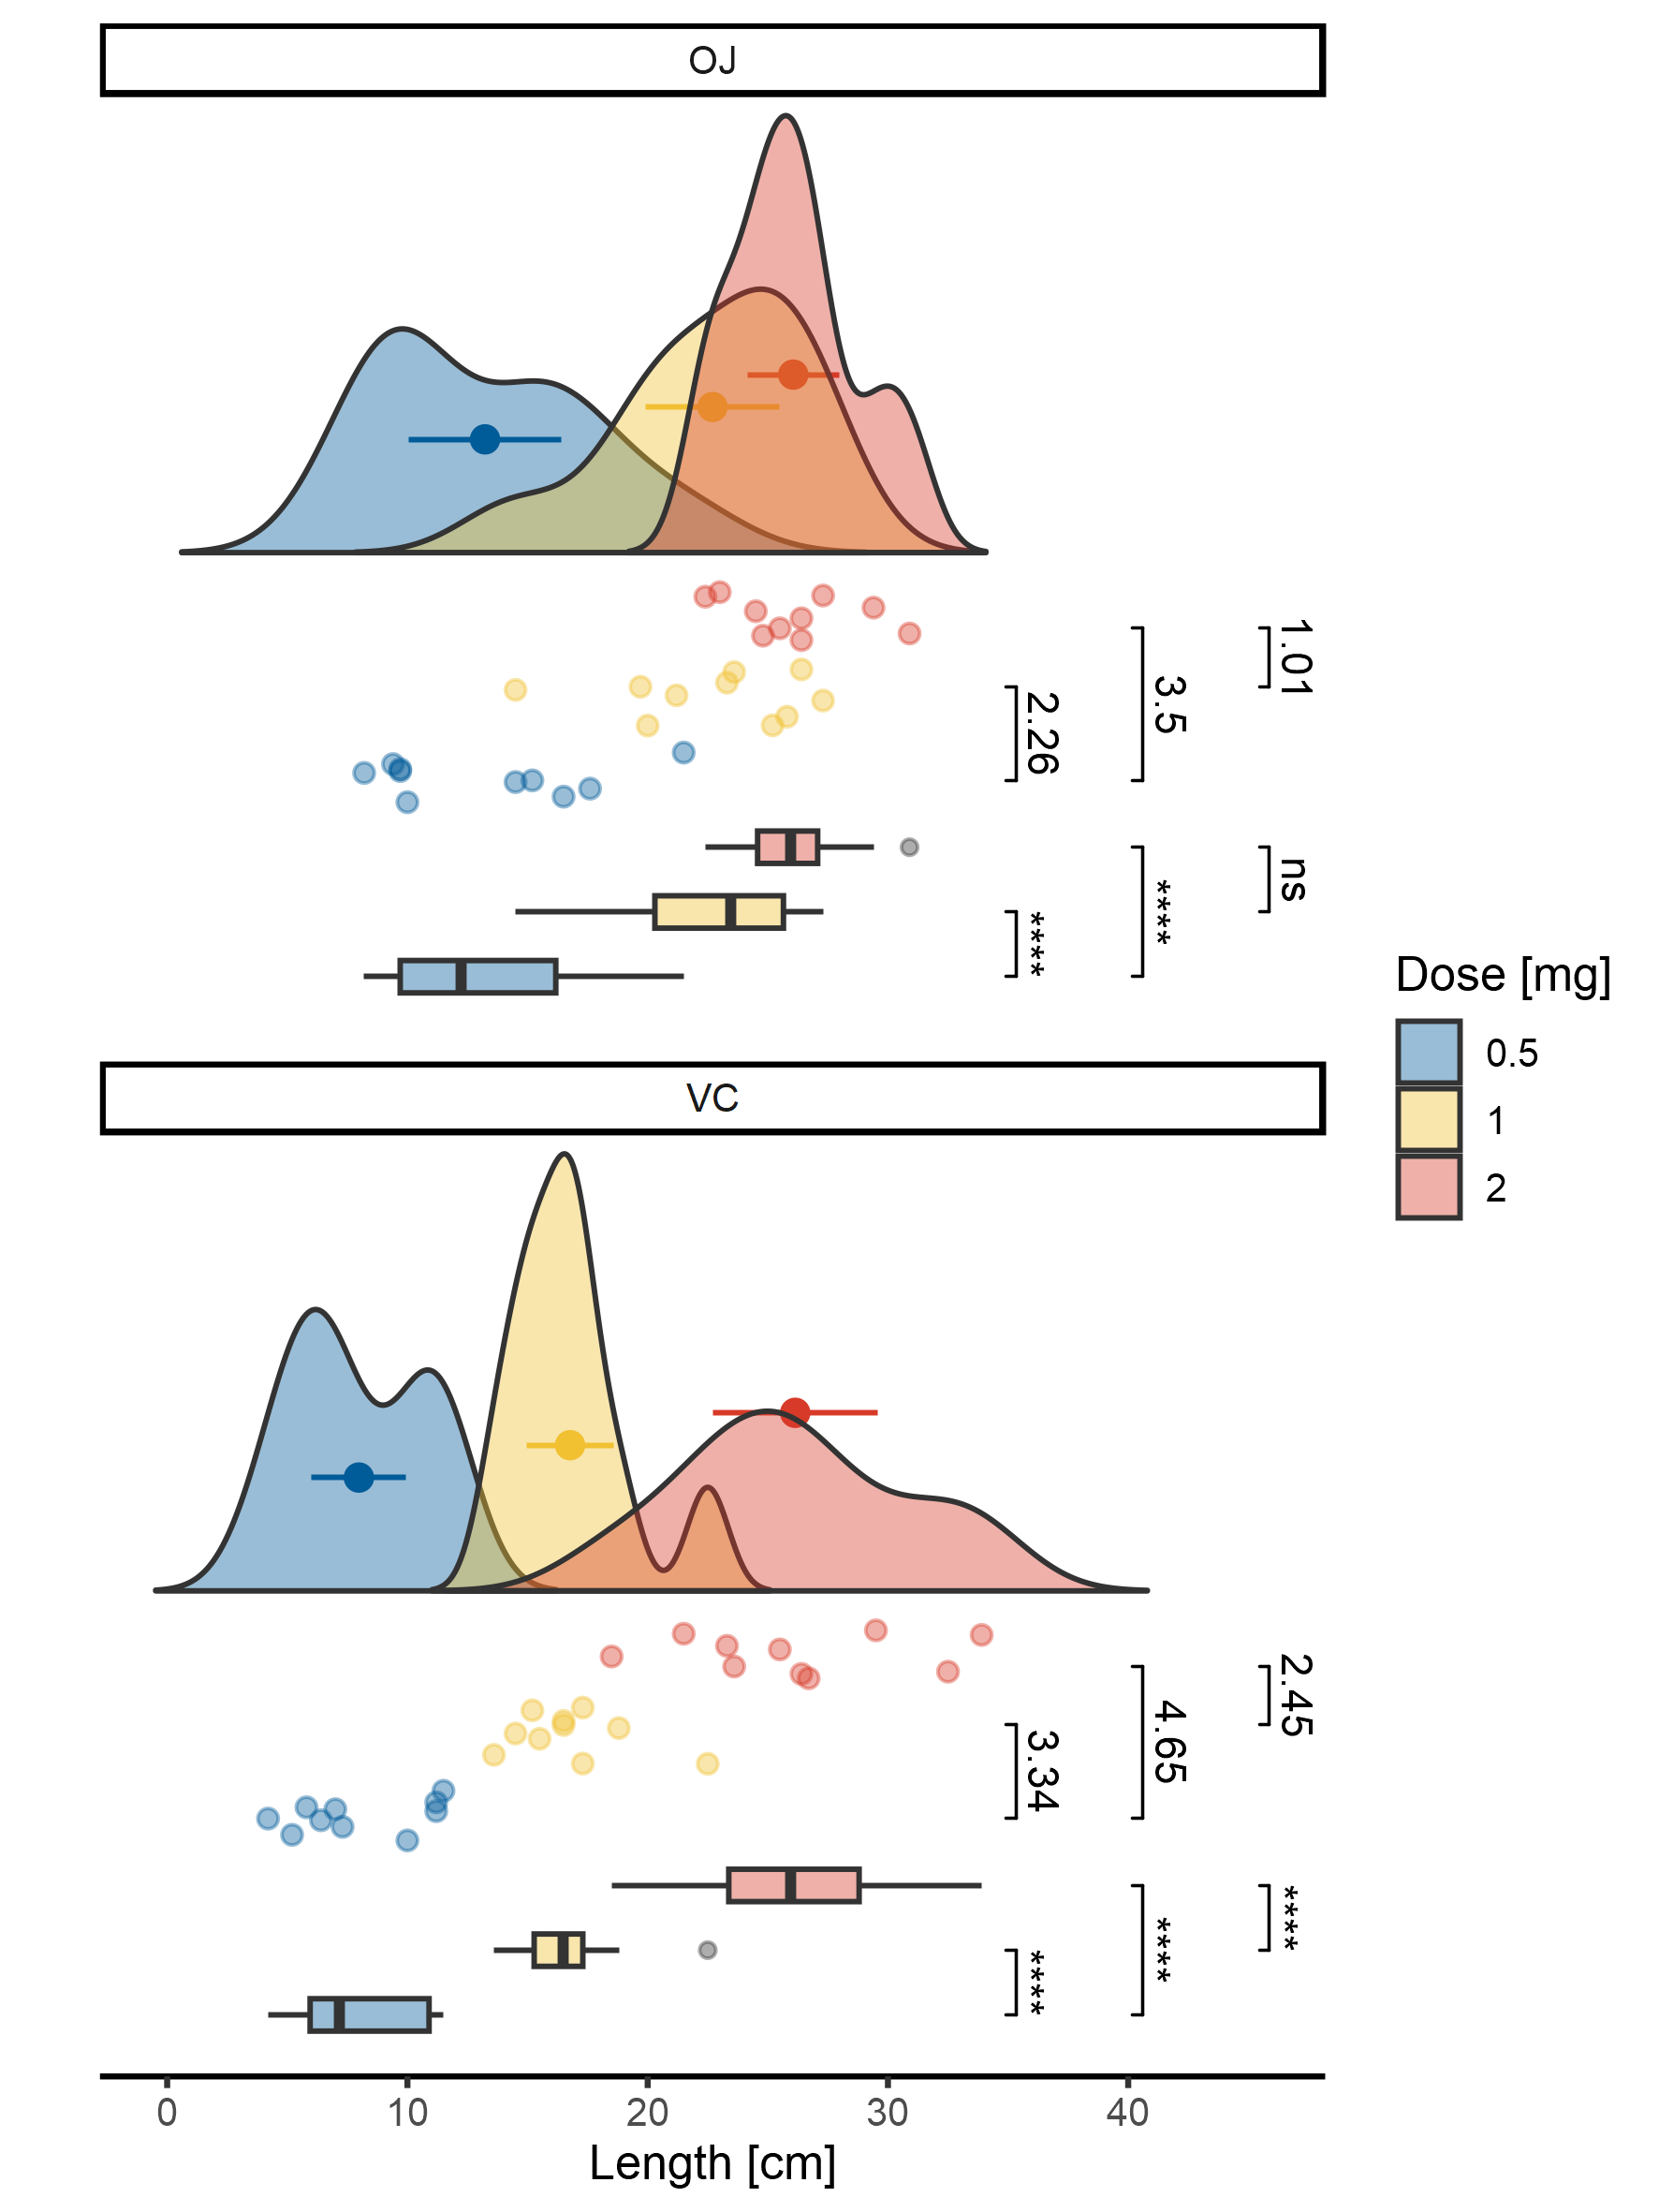 OJ
1.01
3.5
2.26
ns
****
****
Dose [mg]
0.5
1
2
VC
2.45
4.65
3.34
****
****
****
0 10 20 30 40
Length [cm]